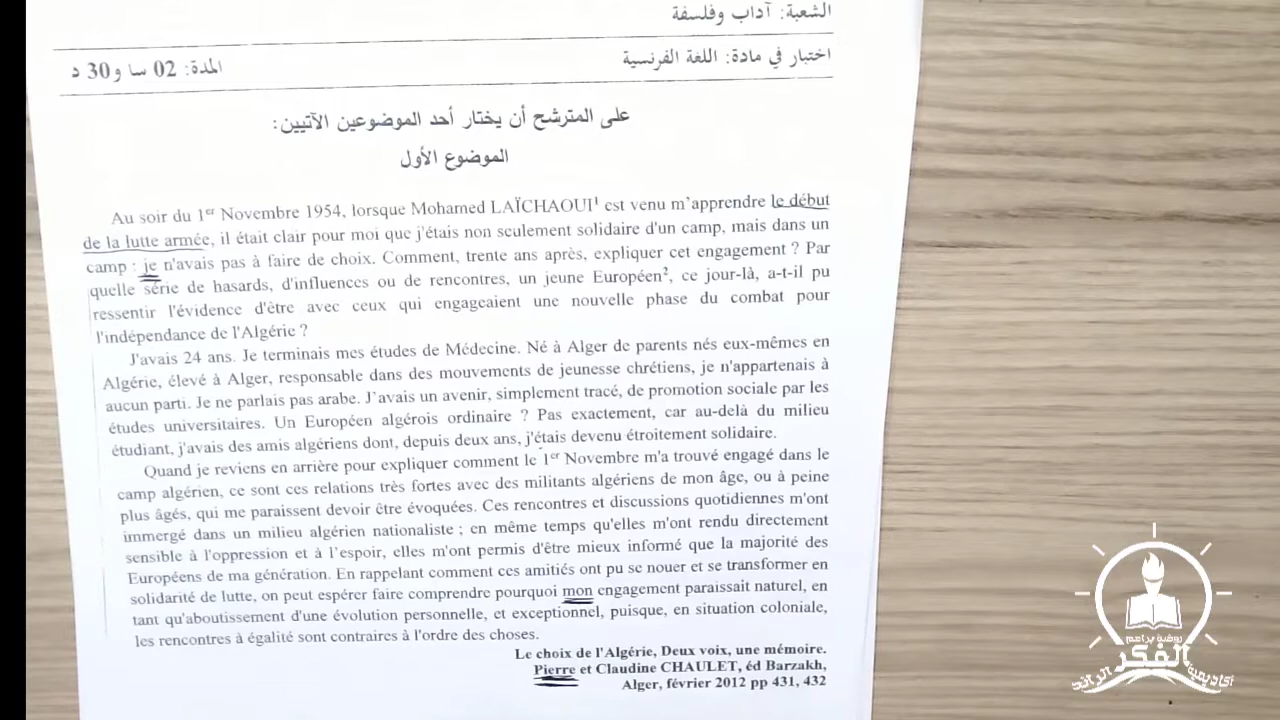 الشعبة: آداب وفلسفة
اختبار في مادة: اللغة الفرنسية
المدة: 02 سا و30 د
على المترشح أن يختار أحد الموضوعين الآتيين:
الموضوع الأول
Au soir du 1er Novembre 1954, lorsque Mohamed LAÏCHAOUI¹ est venu m'apprendre le début
de la lutte armée, il était clair pour moi que j'étais non seulement solidaire d'un camp, mais dans un
camp : je n'avais pas à faire de choix. Comment, trente ans après, expliquer cet engagement ? Par
quelle série de hasards, d'influences ou de rencontres, un jeune Européen², ce jour-là, a-t-il pu
ressentir l'évidence d'être avec ceux qui engageaient une nouvelle phase du combat pour
l'indépendance de l'Algérie ?
J'avais 24 ans. Je terminais mes études de Médecine. Né à Alger de parents nés eux-mêmes en
Algérie, élevé à Alger, responsable dans des mouvements de jeunesse chrétiens, je n'appartenais à
aucun parti. Je ne parlais pas arabe. J'avais un avenir, simplement tracé, de promotion sociale par les
études universitaires. Un Européen algérois ordinaire ? Pas exactement, car au-delà du milieu
étudiant, j'avais des amis algériens dont, depuis deux ans, j'étais devenu étroitement solidaire.
Quand je reviens en arrière pour expliquer comment le 1er Novembre m'a trouvé engagé dans le
camp algérien, ce sont ces relations très fortes avec des militants algériens de mon âge, ou à peine
plus âgés, qui me paraissent devoir être évoquées. Ces rencontres et discussions quotidiennes m'ont
immergé dans un milieu algérien nationaliste ; en même temps qu'elles m'ont rendu directement
sensible à l'oppression et à l'espoir, elles m'ont permis d'être mieux informé que la majorité des
Européens de ma génération. En rappelant comment ces amitiés ont pu se nouer et se transformer en
solidarité de lutte, on peut espérer faire comprendre pourquoi mon engagement paraissait naturel, en
tant qu'aboutissement d'une évolution personnelle, et exceptionnel, puisque, en situation coloniale,
les rencontres à égalité sont contraires à l'ordre des choses.
Le choix de l'Algérie, Deux voix, une mémoire.
Pierre et Claudine CHAULET, éd Barzakh,
Alger, février 2012 pp 431, 432
روضة براعم
الفكر
أكاديمية الرائد